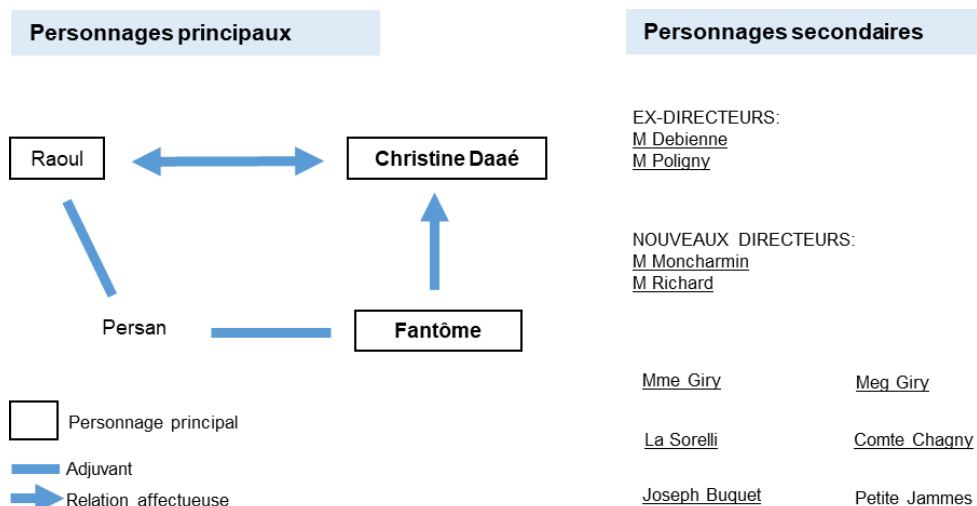 Personnages principaux
Raoul
Christine Daaé
Persan
Fantôme
Personnage principal
Adjuvant
Relation affectueuse
Personnages secondaires
EX-DIRECTEURS:
M Debienne
M Poligny
NOUVEAUX DIRECTEURS:
M Moncharmin
M Richard
Mme Giry
Meg Giry
La Sorelli
Comte Chagny
Joseph Buquet
Petite Jammes